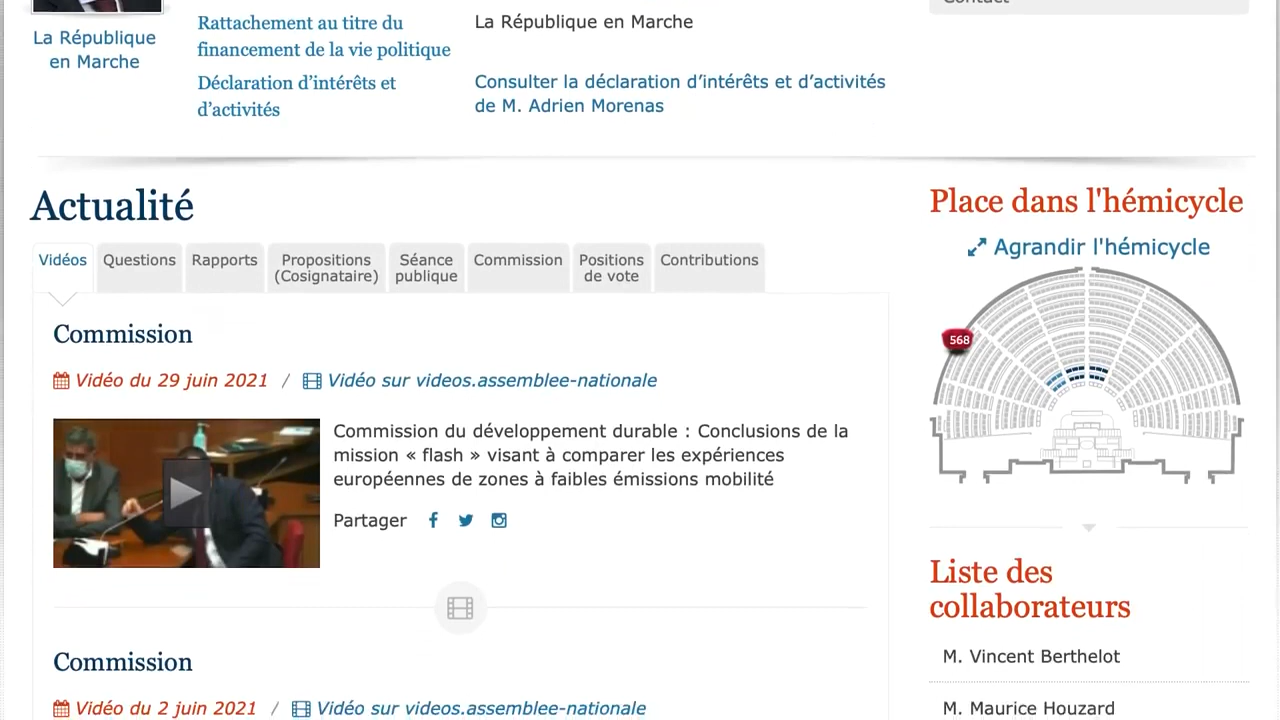 Contact
La République
en Marche
Rattachement au titre du
financement de la vie politique
La République en Marche
Déclaration d’intérêts et
d’activités
Consulter la déclaration d’intérêts et d’activités
de M. Adrien Morenas
Actualité
Vidéos
Questions
Rapports
Propositions
(Cosignataire)
Séance
publique
Commission
Positions
de vote
Contributions
Commission
Vidéo du 29 juin 2021 / Vidéo sur videos.assemblee-nationale
Commission du développement durable : Conclusions de la
mission « flash » visant à comparer les expériences
européennes de zones à faibles émissions mobilité
Partager
Commission
Vidéo du 2 juin 2021 / Vidéo sur videos.assemblee-nationale
Place dans l'hémicycle
Agrandir l'hémicycle
568
Liste des
collaborateurs
M. Vincent Berthelot
M. Maurice Houzard